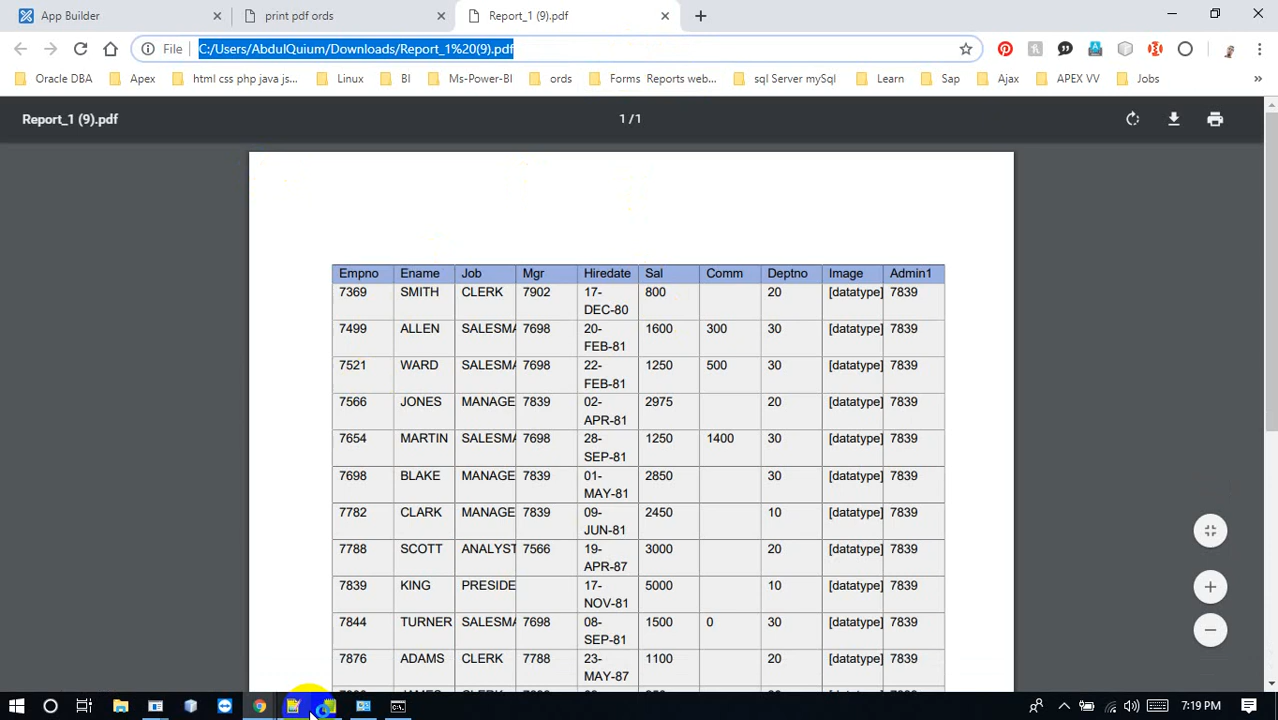 App Builder
print pdf ords
Report_1 (9).pdf
File C:/Users/AbdulQuium/Downloads/Report_1%20(9).pdf
Oracle DBA Apex html css php java js... Linux BI Ms-Power-BI ords Forms Reports web... sql Server mySql Learn Sap Ajax APEX VV Jobs »
Report_1 (9).pdf 1 / 1
Empno Ename Job Mgr Hiredate Sal Comm Deptno Image Admin1
7369 SMITH CLERK 7902 17- 800 20 [datatype] 7839
DEC-80
7499 ALLEN SALESMA 7698 20- 1600 300 30 [datatype] 7839
FEB-81
7521 WARD SALESMA 7698 22- 1250 500 30 [datatype] 7839
FEB-81
7566 JONES MANAGE 7839 02- 2975 20 [datatype] 7839
APR-81
7654 MARTIN SALESMA 7698 28- 1250 1400 30 [datatype] 7839
SEP-81
7698 BLAKE MANAGE 7839 01- 2850 30 [datatype] 7839
MAY-81
7782 CLARK MANAGE 7839 09- 2450 10 [datatype] 7839
JUN-81
7788 SCOTT ANALYST 7566 19- 3000 20 [datatype] 7839
APR-87
7839 KING PRESIDE 17- 5000 10 [datatype] 7839
NOV-81
7844 TURNER SALESMA 7698 08- 1500 0 30 [datatype] 7839
SEP-81
7876 ADAMS CLERK 7788 23- 1100 20 [datatype] 7839
MAY-87
7:19 PM